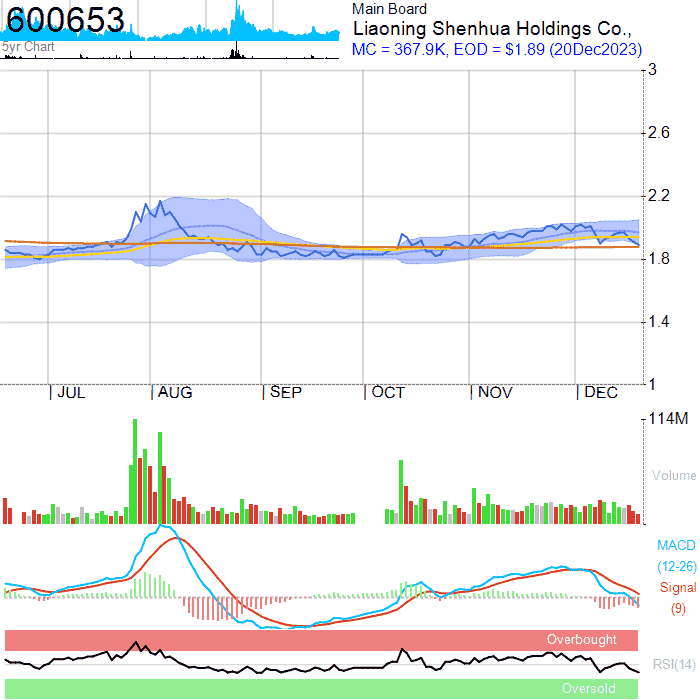 600653
5yr Chart
Main Board
Liaoning Shenhua Holdings Co.,
MC = 367.9K, EOD = $1.89 (20Dec2023)
3
2.6
2.2
1.8
1.4
1
JUL AUG SEP OCT NOV DEC
114M
Volume
MACD
(12-26)
Signal
(9)
Overbought
RSI(14)
Oversold